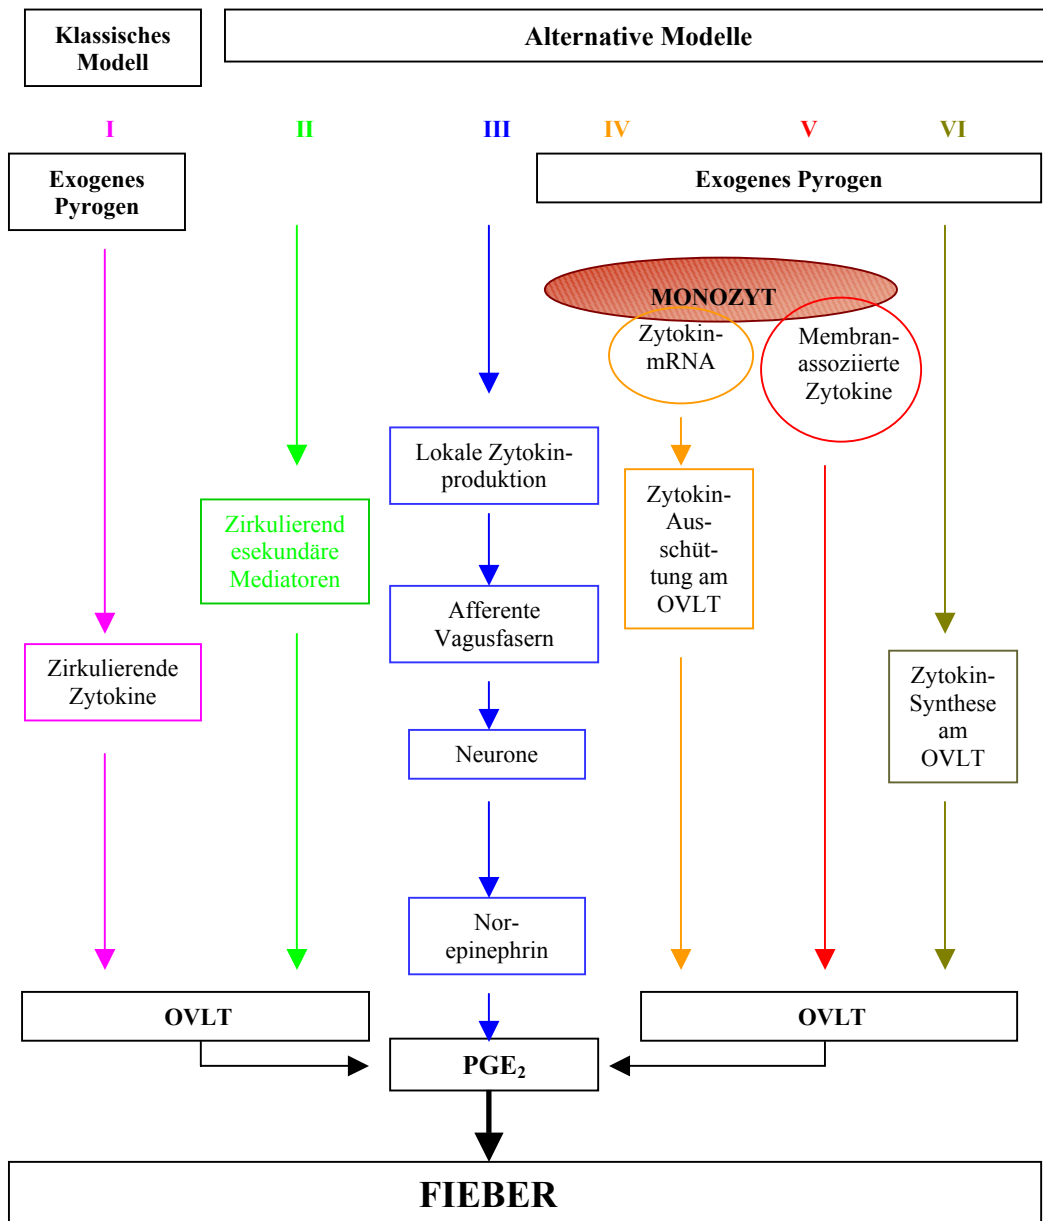 Klassisches
Modell
Alternative Modelle
I
II
III
IV
V
VI
Exogenes
Pyrogen
Exogenes Pyrogen
MONOZYT
Zytokin-
mRNA
Membran-
assoziierte
Zytokine
Lokale Zytokin-
produktion
Zytokin-
Aus-
schüt-
tung am
OVLT
Zirkulierend
esekundäre
Mediatoren
Afferente
Vagusfasern
Zirkulierende
Zytokine
Zytokin-
Synthese
am
OVLT
Neurone
Nor-
epinephrin
OVLT
OVLT
PGE₂
FIEBER